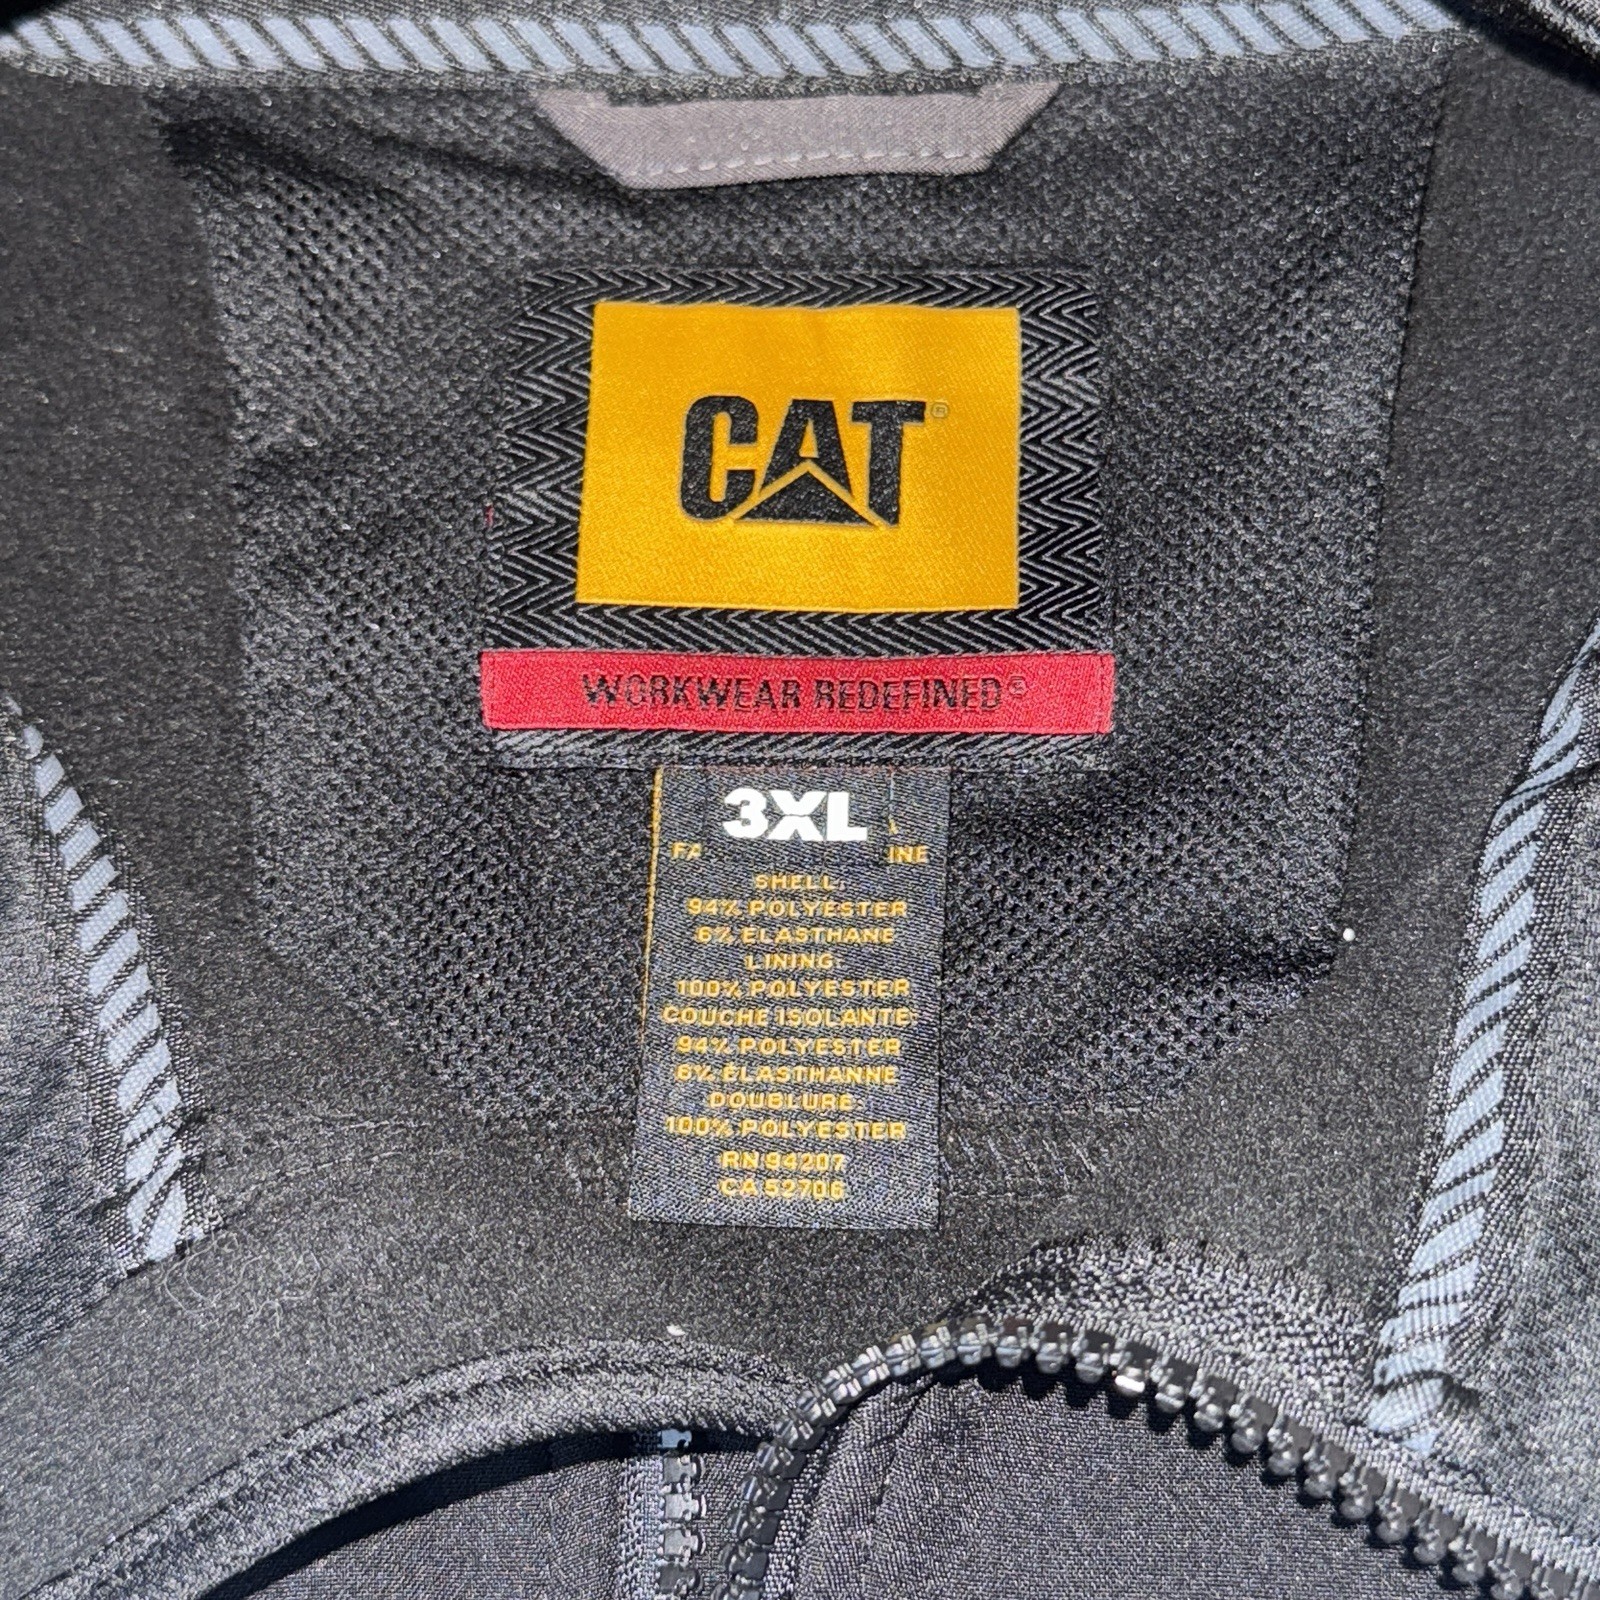 CAT®
WORKWEAR REDEFINED®
3XL
SHELL:
94% POLYESTER
6% ELASTHANE
LINING:
100% POLYESTER
COUCHE ISOLANTE:
94% POLYESTER
6% ELASTHANNE
DOUBLURE:
100% POLYESTER
RN 94207
CA 52706